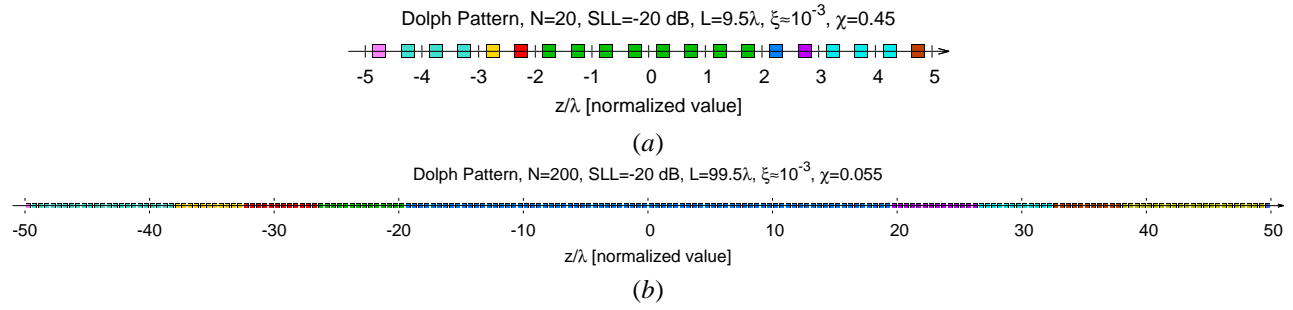 Dolph Pattern, N=20, SLL=-20 dB, L=9.5λ, ξ≈10⁻³, χ=0.45
-5 -4 -3 -2 -1 0 1 2 3 4 5
z/λ [normalized value]
(a)
Dolph Pattern, N=200, SLL=-20 dB, L=99.5λ, ξ≈10⁻³, χ=0.055
-50 -40 -30 -20 -10 0 10 20 30 40 50
z/λ [normalized value]
(b)